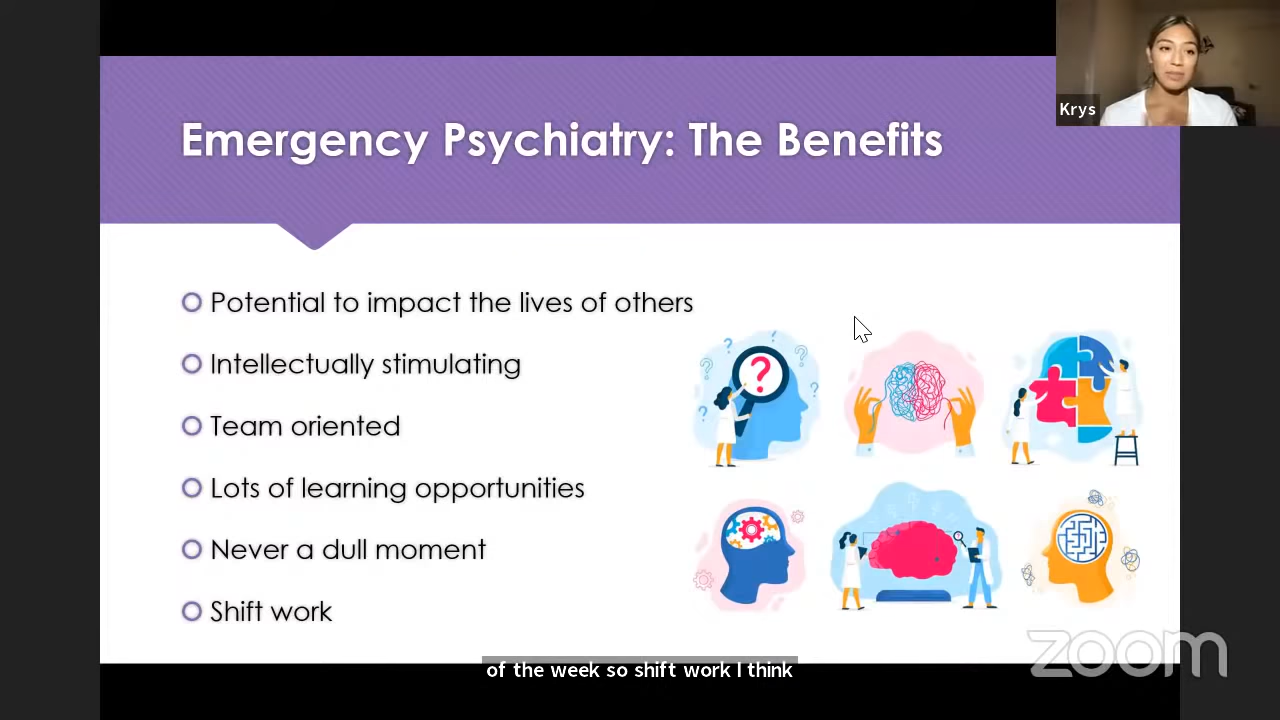 Krys
Emergency Psychiatry: The Benefits
Potential to impact the lives of others
Intellectually stimulating
Team oriented
Lots of learning opportunities
Never a dull moment
Shift work
zoom
of the week so shift work I think